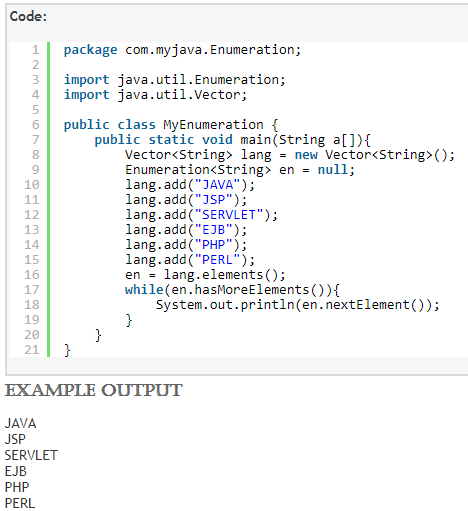 Code:
1 package com.myjava.Enumeration;
2
3 import java.util.Enumeration;
4 import java.util.Vector;
5
6 public class MyEnumeration {
7     public static void main(String a[]){
8         Vector<String> lang = new Vector<String>();
9         Enumeration<String> en = null;
10         lang.add("JAVA");
11         lang.add("JSP");
12         lang.add("SERVLET");
13         lang.add("EJB");
14         lang.add("PHP");
15         lang.add("PERL");
16         en = lang.elements();
17         while(en.hasMoreElements()){
18             System.out.println(en.nextElement());
19         }
20     }
21 }
EXAMPLE OUTPUT
JAVA
JSP
SERVLET
EJB
PHP
PERL